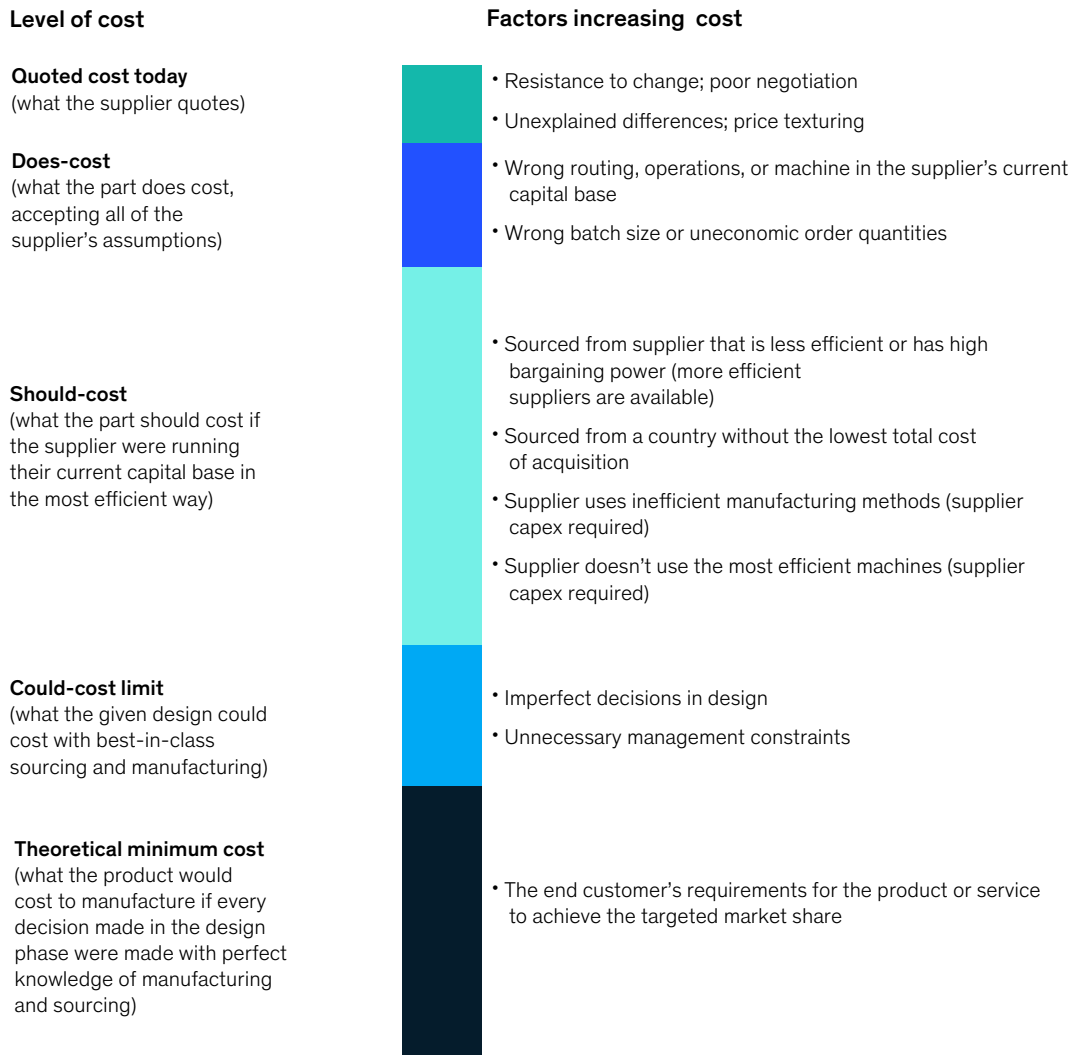 Level of cost
Factors increasing cost
Quoted cost today
(what the supplier quotes)
• Resistance to change; poor negotiation
• Unexplained differences; price texturing
Does-cost
(what the part does cost,
accepting all of the
supplier’s assumptions)
• Wrong routing, operations, or machine in the supplier’s current
capital base
• Wrong batch size or uneconomic order quantities
Should-cost
(what the part should cost if
the supplier were running
their current capital base in
the most efficient way)
• Sourced from supplier that is less efficient or has high
bargaining power (more efficient
suppliers are available)
• Sourced from a country without the lowest total cost
of acquisition
• Supplier uses inefficient manufacturing methods (supplier
capex required)
• Supplier doesn’t use the most efficient machines (supplier
capex required)
Could-cost limit
(what the given design could
cost with best-in-class
sourcing and manufacturing)
• Imperfect decisions in design
• Unnecessary management constraints
Theoretical minimum cost
(what the product would
cost to manufacture if every
decision made in the design
phase were made with perfect
knowledge of manufacturing
and sourcing)
• The end customer’s requirements for the product or service
to achieve the targeted market share